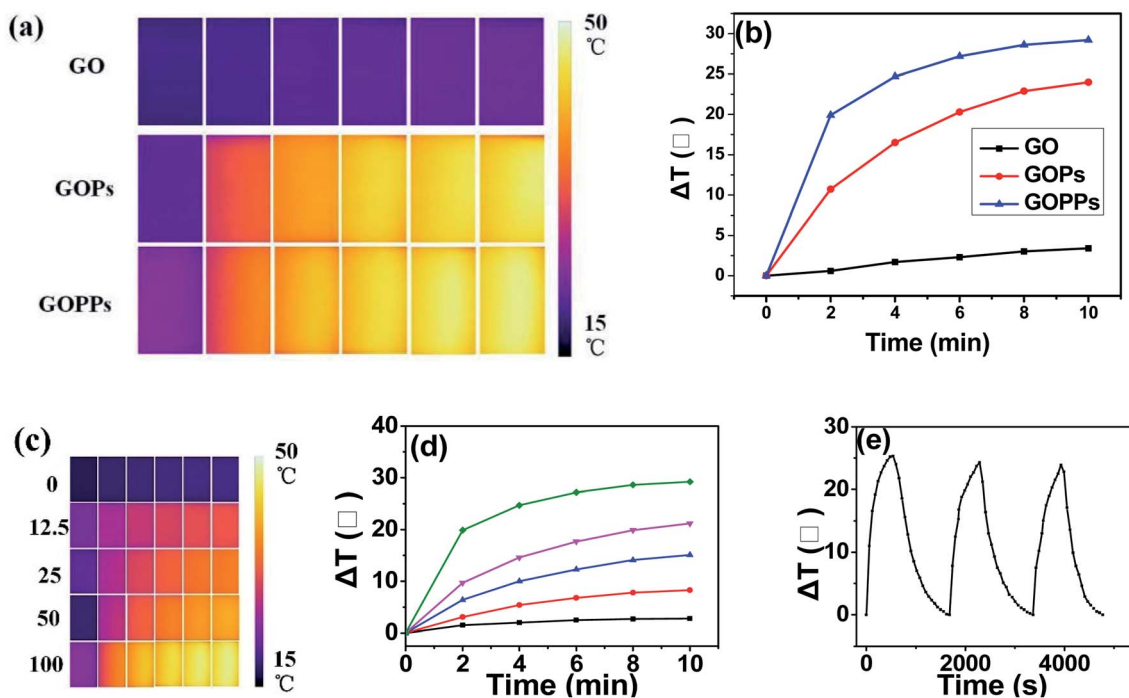 (a)
GO
GOPs
GOPPs
50
℃
15
℃
(b)
30
25
20
15
10
5
0
ΔT (□)
GO
GOPs
GOPPs
0 2 4 6 8 10
Time (min)
(c)
0
12.5
25
50
100
50
℃
15
℃
(d)
40
30
20
10
0
ΔT (□)
0 2 4 6 8 10
Time (min)
(e)
30
20
10
0
ΔT (□)
0 2000 4000
Time (s)